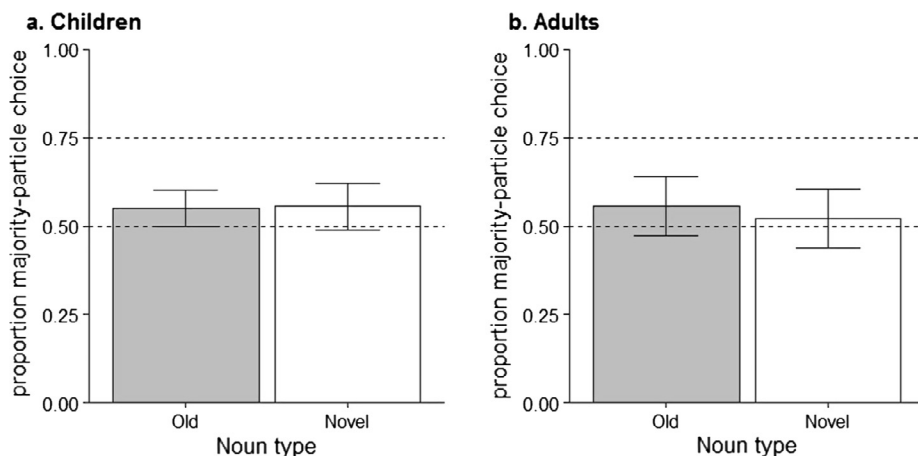 a. Children
proportion majority-particle choice
1.00
0.75
0.50
0.25
0.00
Old
Novel
Noun type
b. Adults
proportion majority-particle choice
1.00
0.75
0.50
0.25
0.00
Old
Novel
Noun type